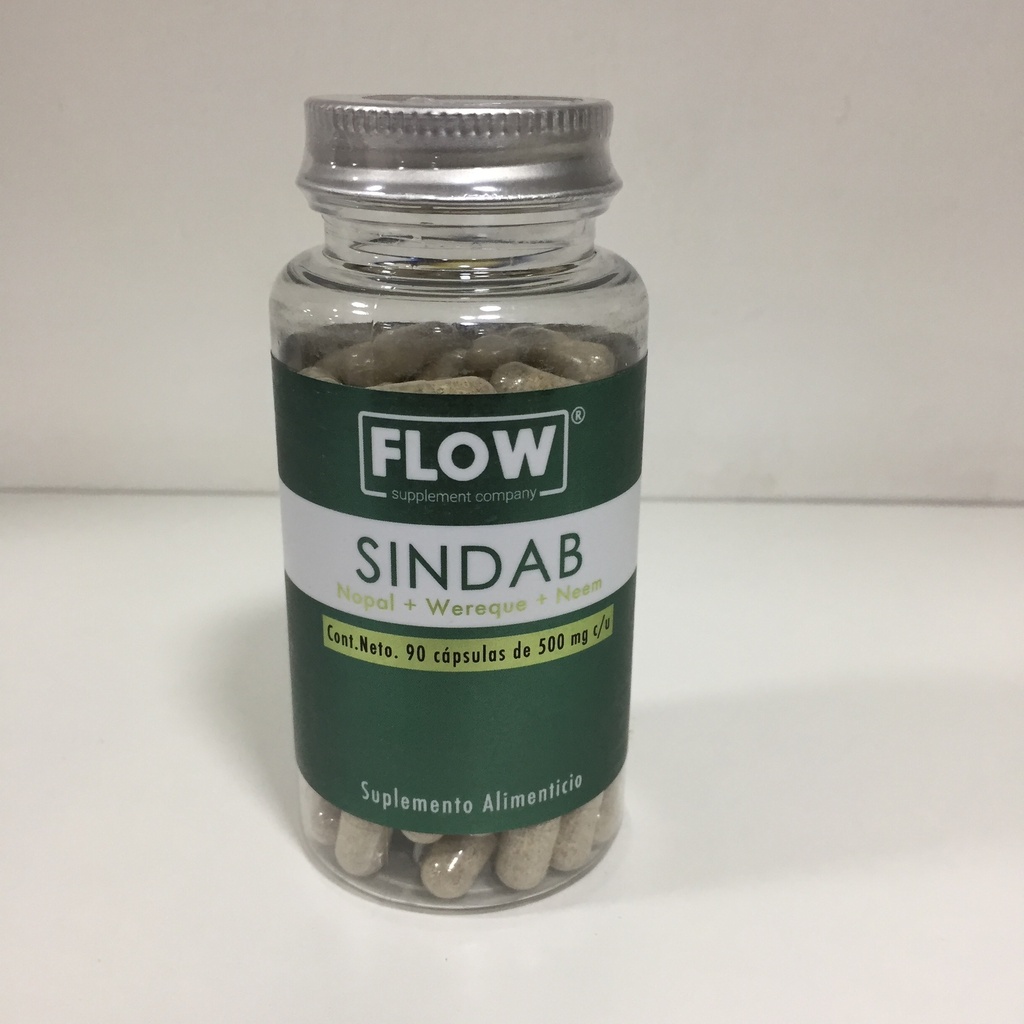 FLOW®
supplement company
SINDAB
Nopal + Wereque + Neem
Cont.Neto. 90 cápsulas de 500 mg c/u
Suplemento Alimenticio